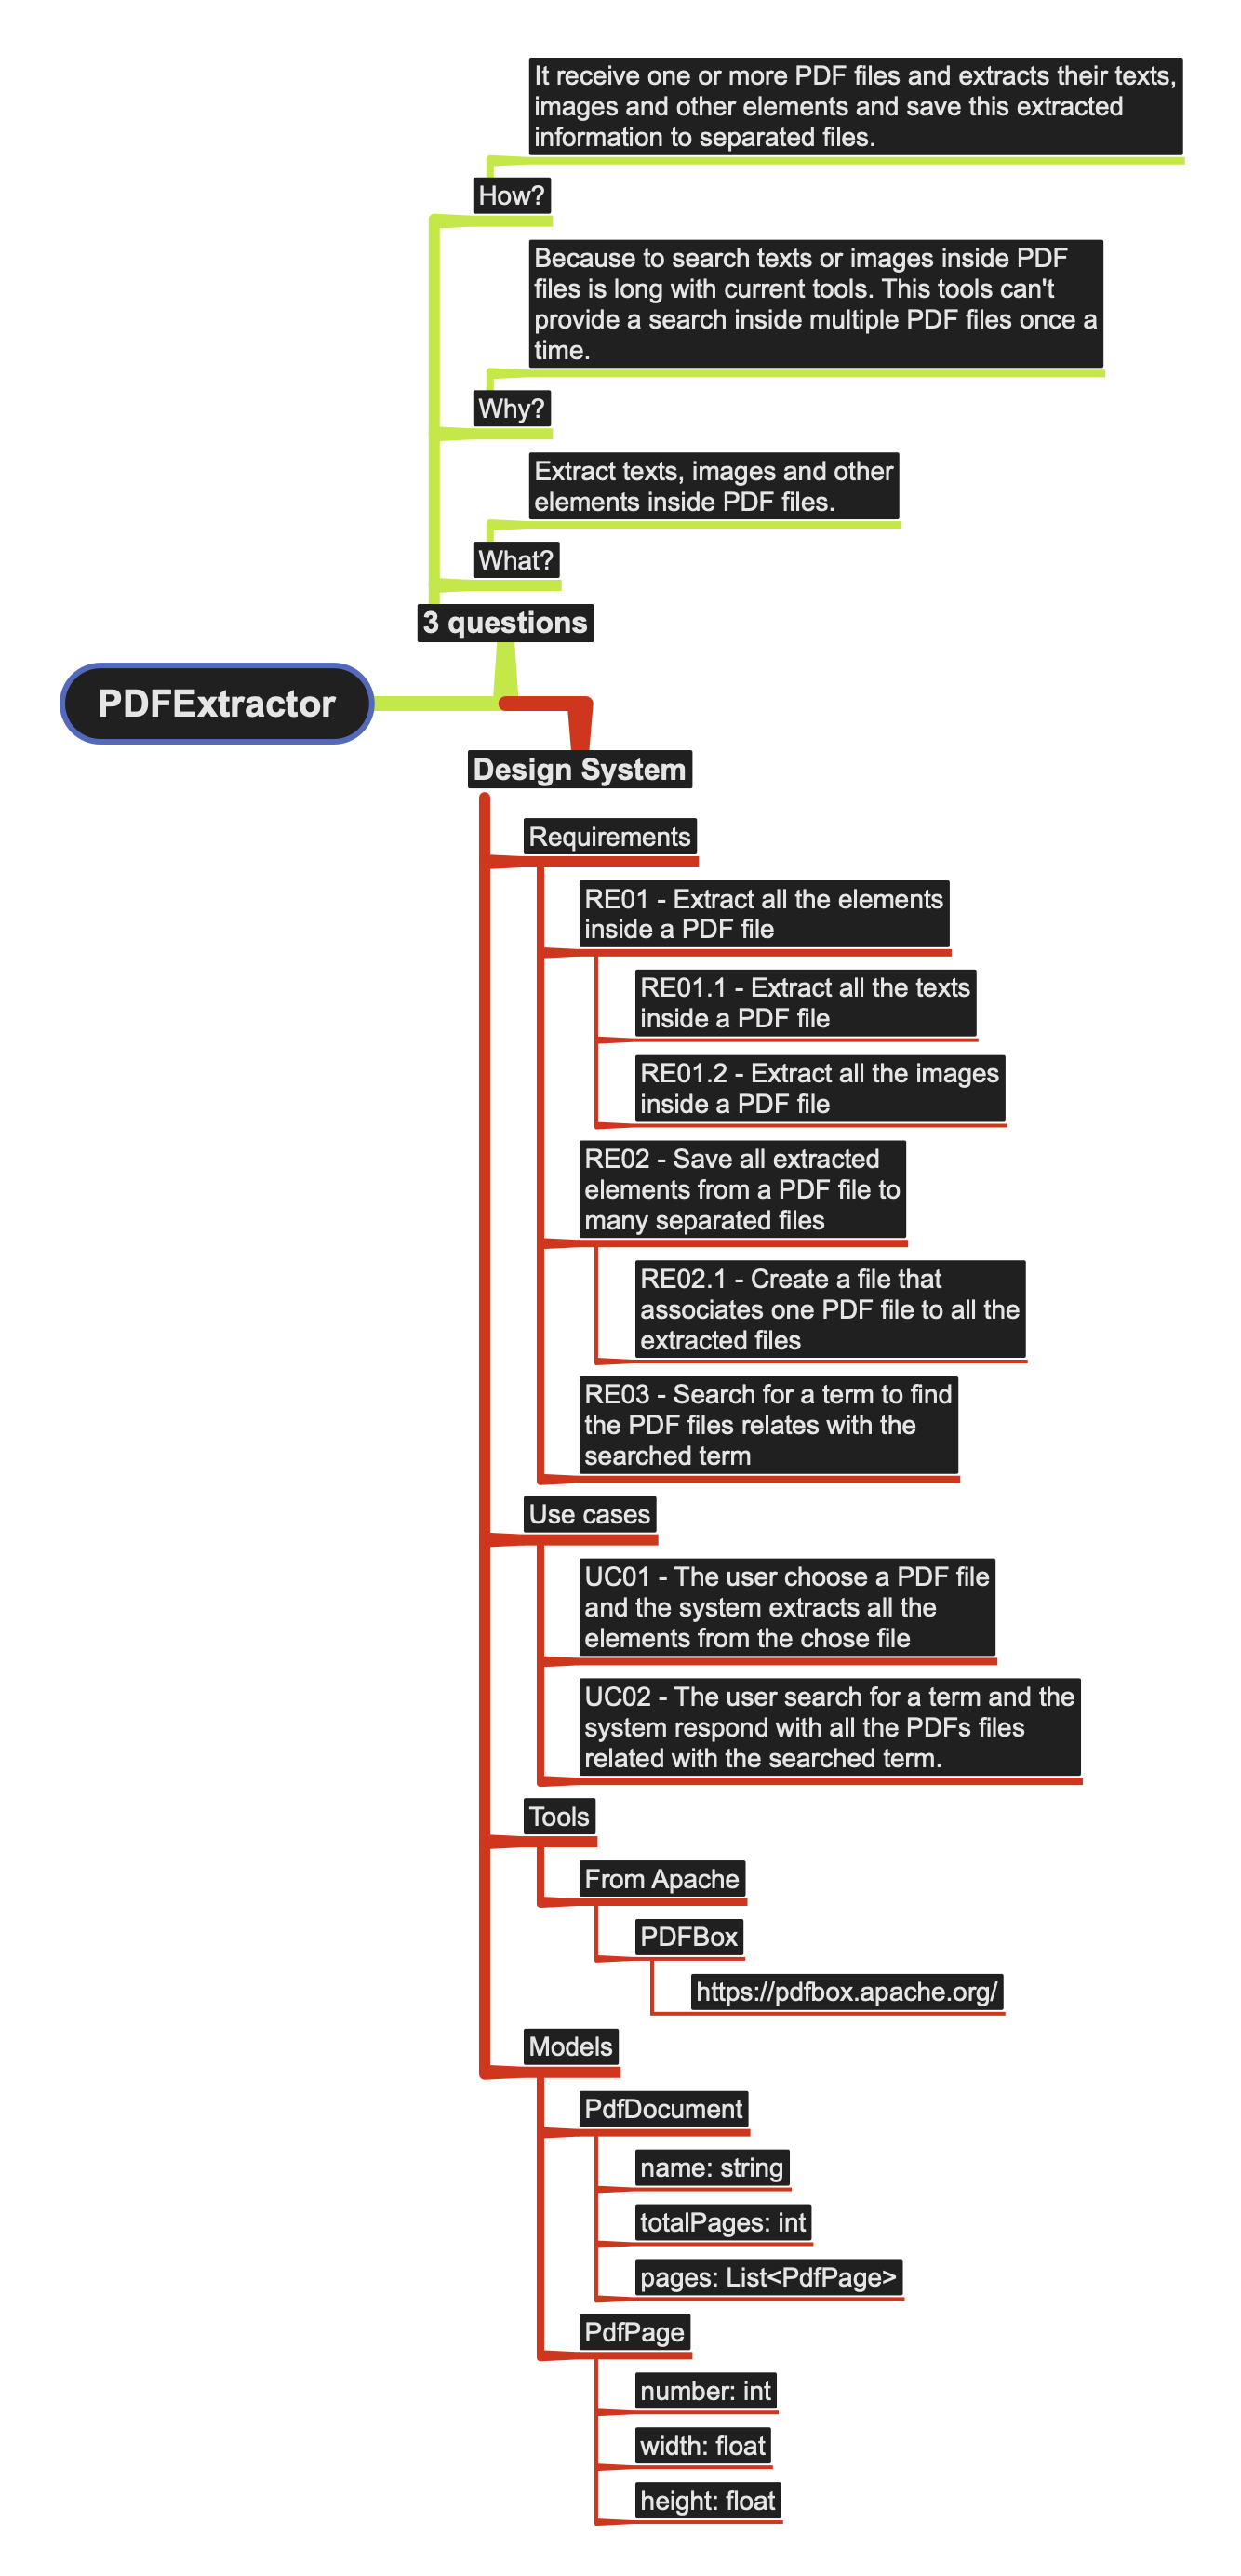 It receive one or more PDF files and extracts their texts,
images and other elements and save this extracted
information to separated files.
How?
Because to search texts or images inside PDF
files is long with current tools. This tools can't
provide a search inside multiple PDF files once a
time.
Why?
Extract texts, images and other
elements inside PDF files.
What?
3 questions
PDFExtractor
Design System
Requirements
RE01 - Extract all the elements
inside a PDF file
RE01.1 - Extract all the texts
inside a PDF file
RE01.2 - Extract all the images
inside a PDF file
RE02 - Save all extracted
elements from a PDF file to
many separated files
RE02.1 - Create a file that
associates one PDF file to all the
extracted files
RE03 - Search for a term to find
the PDF files relates with the
searched term
Use cases
UC01 - The user choose a PDF file
and the system extracts all the
elements from the chose file
UC02 - The user search for a term and the
system respond with all the PDFs files
related with the searched term.
Tools
From Apache
PDFBox
https://pdfbox.apache.org/
Models
PdfDocument
name: string
totalPages: int
pages: List<PdfPage>
PdfPage
number: int
width: float
height: float